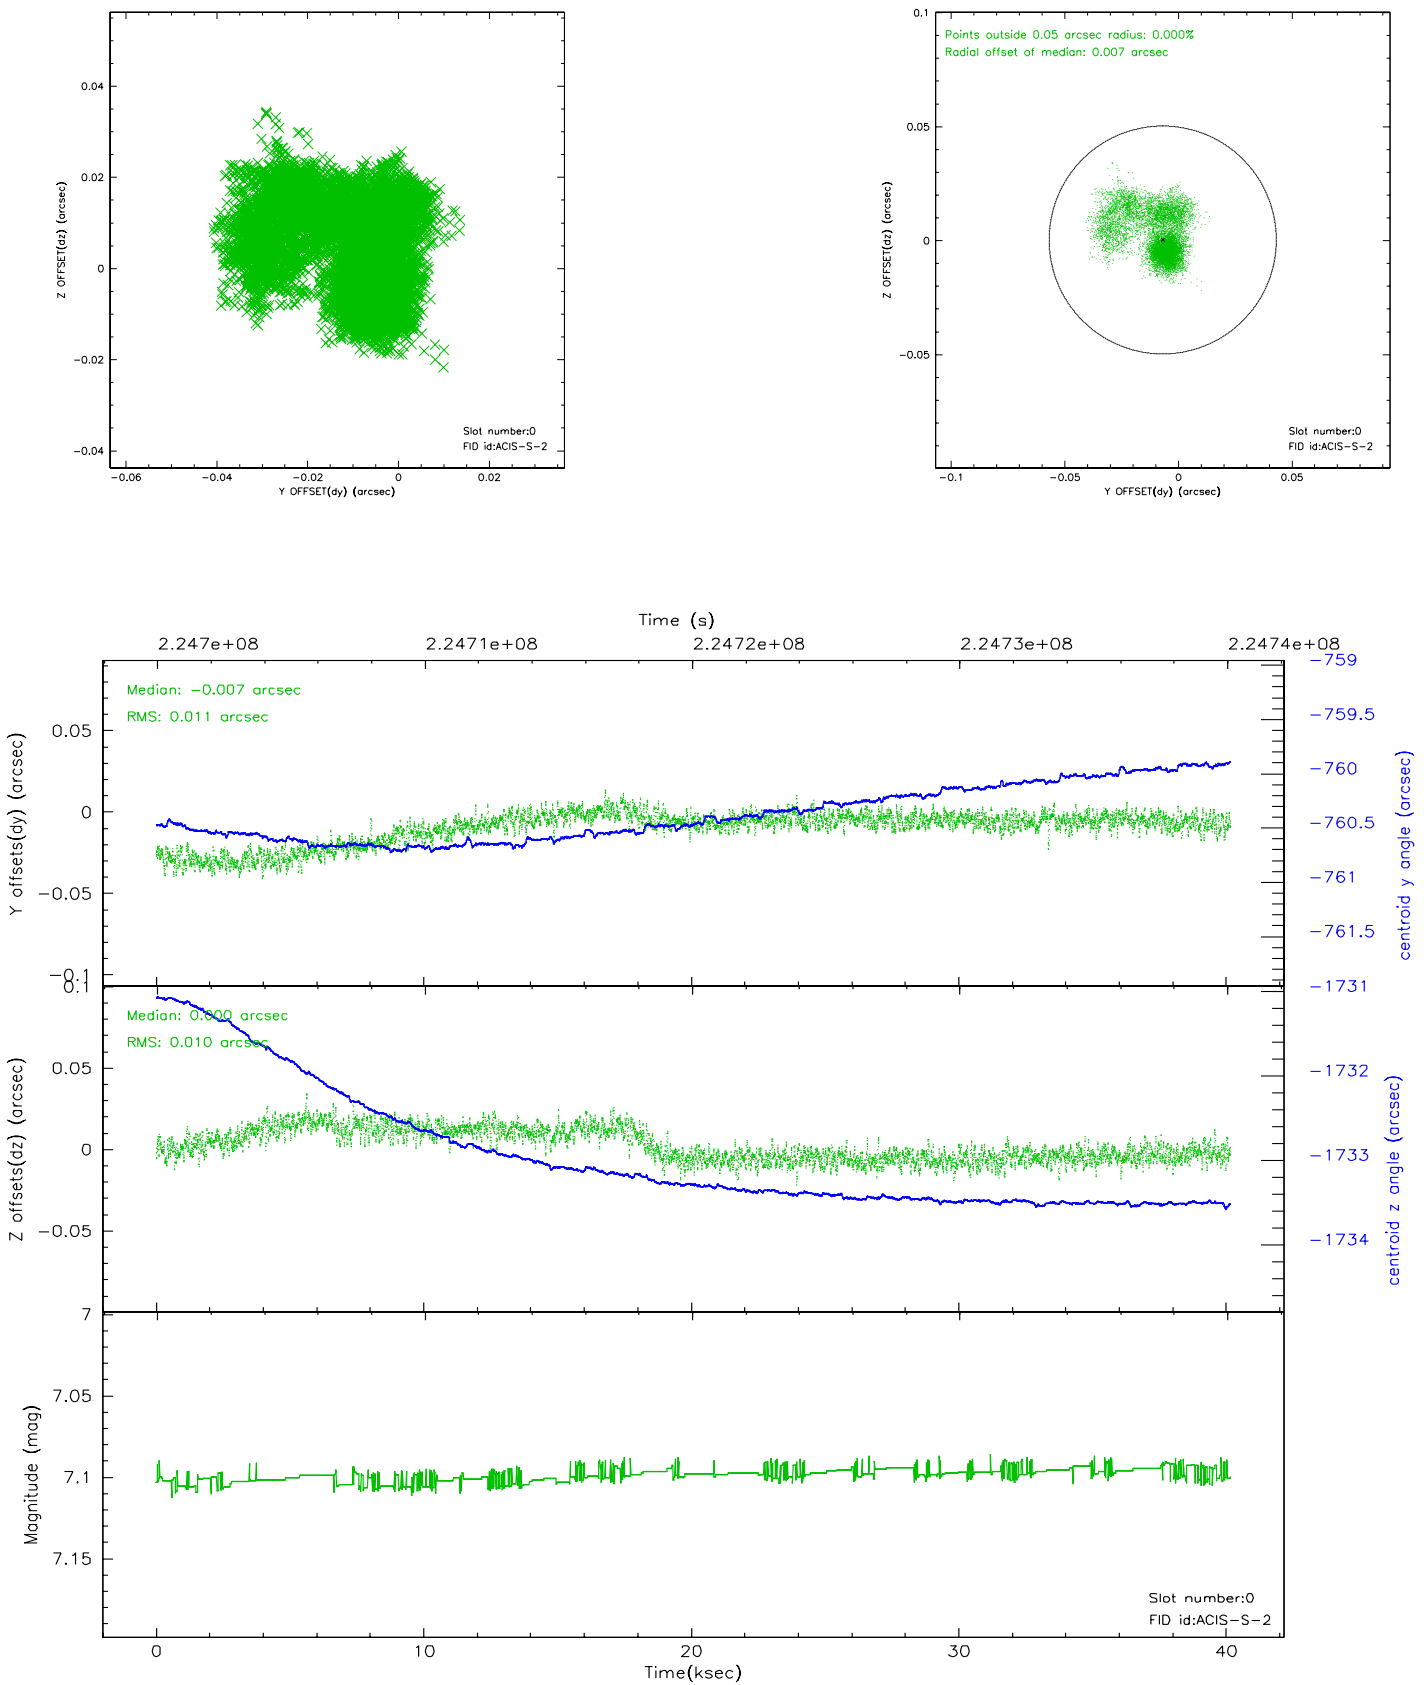 0.04
0.02
0
-0.02
-0.04
Z OFFSET(dz) (arcsec)
Slot number:0
FID id:ACIS-S-2
-0.06 -0.04 -0.02 0 0.02
Y OFFSET(dy) (arcsec)
0.1
Points outside 0.05 arcsec radius: 0.000%
Radial offset of median: 0.007 arcsec
0.05
0
-0.05
Z OFFSET(dz) (arcsec)
Slot number:0
FID id:ACIS-S-2
-0.1 -0.05 0 0.05
Y OFFSET(dy) (arcsec)
Time (s)
2.247e+08 2.2471e+08 2.2472e+08 2.2473e+08 2.2474e+08
Median: -0.007 arcsec
RMS: 0.011 arcsec
0.05
0
-0.05
-0.1
Y offsets(dy) (arcsec)
-759
-759.5
-760
-760.5
-761
-761.5
centroid y angle (arcsec)
0.1
Median: 0.000 arcsec
RMS: 0.010 arcsec
0.05
0
-0.05
Z offsets(dz) (arcsec)
-1731
-1732
-1733
-1734
centroid z angle (arcsec)
7
7.05
7.1
7.15
Magnitude (mag)
Slot number:0
FID id:ACIS-S-2
0 10 20 30 40
Time(ksec)